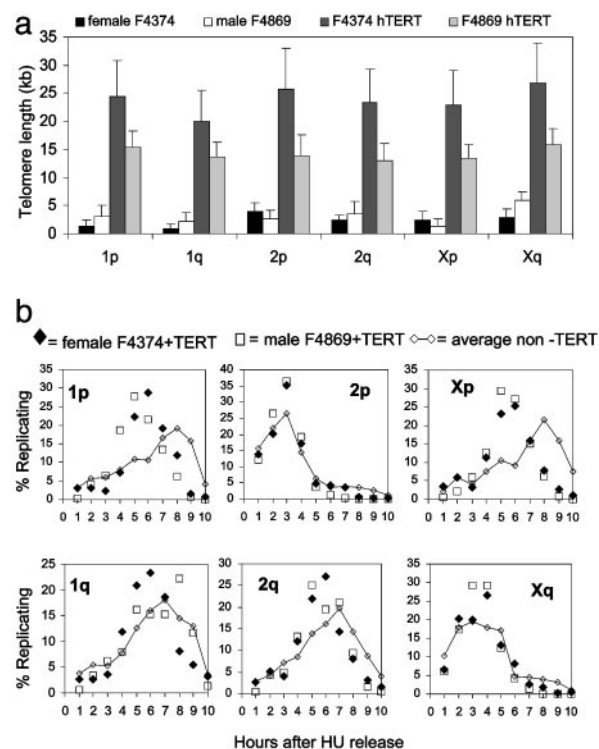 a
female F4374 male F4869 F4374 hTERT F4869 hTERT
Telomere length (kb)
35
30
25
20
15
10
5
0
1p 1q 2p 2q Xp Xq
b
= female F4374+TERT = male F4869+TERT = average non -TERT
% Replicating
1p
35
30
25
20
15
10
5
0
0 1 2 3 4 5 6 7 8 9 10
2p
40
35
30
25
20
15
10
5
0
0 1 2 3 4 5 6 7 8 9 10
Xp
35
30
25
20
15
10
5
0
0 1 2 3 4 5 6 7 8 9 10
% Replicating
1q
25
20
15
10
5
0
0 1 2 3 4 5 6 7 8 9 10
2q
30
25
20
15
10
5
0
0 1 2 3 4 5 6 7 8 9 10
Xq
35
30
25
20
15
10
5
0
0 1 2 3 4 5 6 7 8 9 10
Hours after HU release